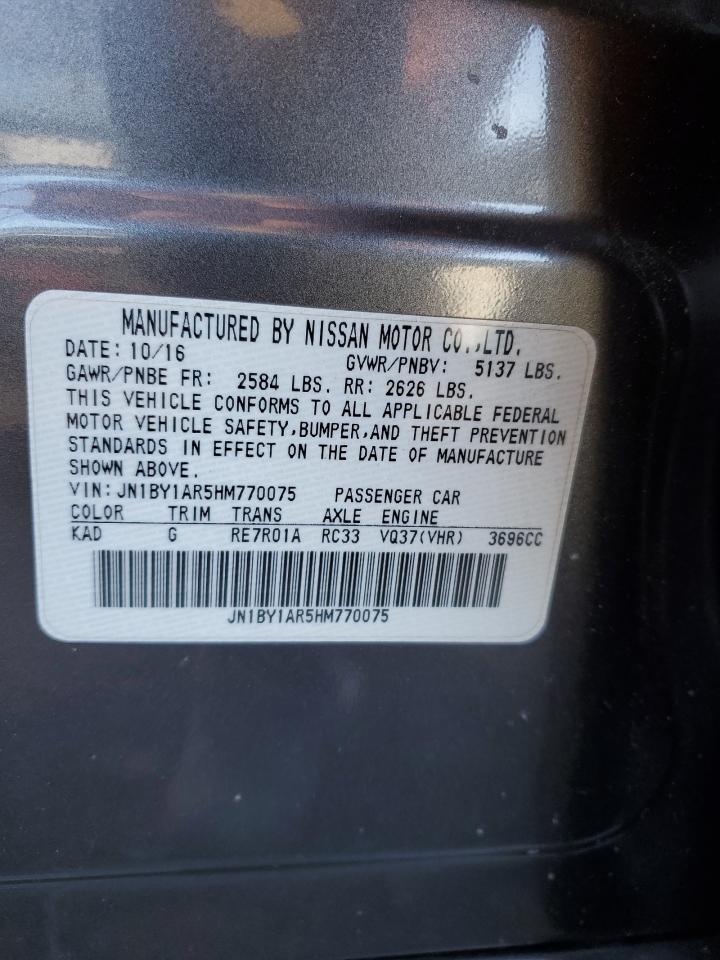 MANUFACTURED BY NISSAN MOTOR CO.,LTD.
DATE: 10/16 GVWR/PNBV: 5137 LBS.
GAWR/PNBE FR: 2584 LBS. RR: 2626 LBS.
THIS VEHICLE CONFORMS TO ALL APPLICABLE FEDERAL
MOTOR VEHICLE SAFETY,BUMPER,AND THEFT PREVENTION
STANDARDS IN EFFECT ON THE DATE OF MANUFACTURE
SHOWN ABOVE.
VIN: JN1BY1AR5HM770075 PASSENGER CAR
COLOR TRIM TRANS AXLE ENGINE
KAD G RE7R01A RC33 VQ37(VHR) 3696CC
JN1BY1AR5HM770075